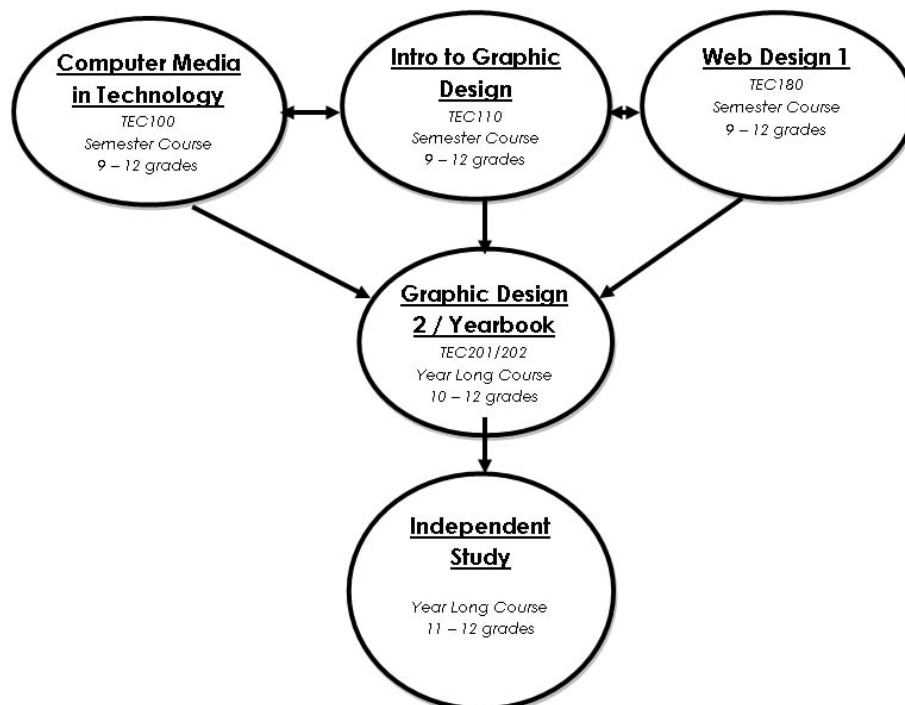 Computer Media
in Technology
TEC100
Semester Course
9 – 12 grades
Intro to Graphic
Design
TEC110
Semester Course
9 – 12 grades
Web Design 1
TEC180
Semester Course
9 – 12 grades
Graphic Design
2 / Yearbook
TEC201/202
Year Long Course
10 – 12 grades
Independent
Study
Year Long Course
11 – 12 grades